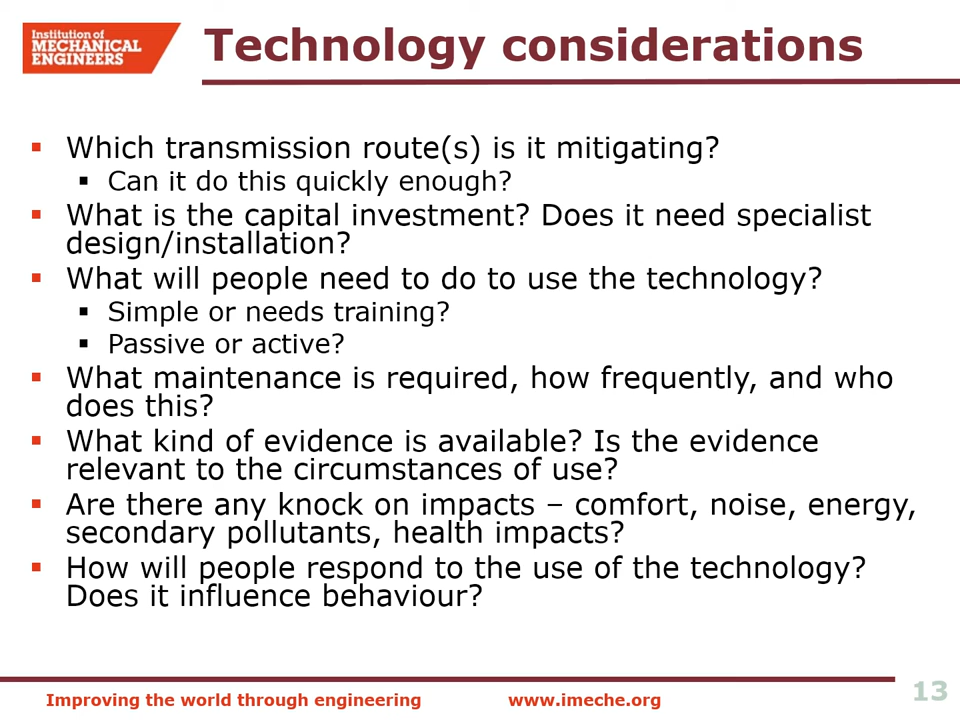 Institution of
MECHANICAL
ENGINEERS
Technology considerations
▪ Which transmission route(s) is it mitigating?
▪ Can it do this quickly enough?
▪ What is the capital investment? Does it need specialist
design/installation?
▪ What will people need to do to use the technology?
▪ Simple or needs training?
▪ Passive or active?
▪ What maintenance is required, how frequently, and who
does this?
▪ What kind of evidence is available? Is the evidence
relevant to the circumstances of use?
▪ Are there any knock on impacts – comfort, noise, energy,
secondary pollutants, health impacts?
▪ How will people respond to the use of the technology?
Does it influence behaviour?
Improving the world through engineering www.imeche.org 13